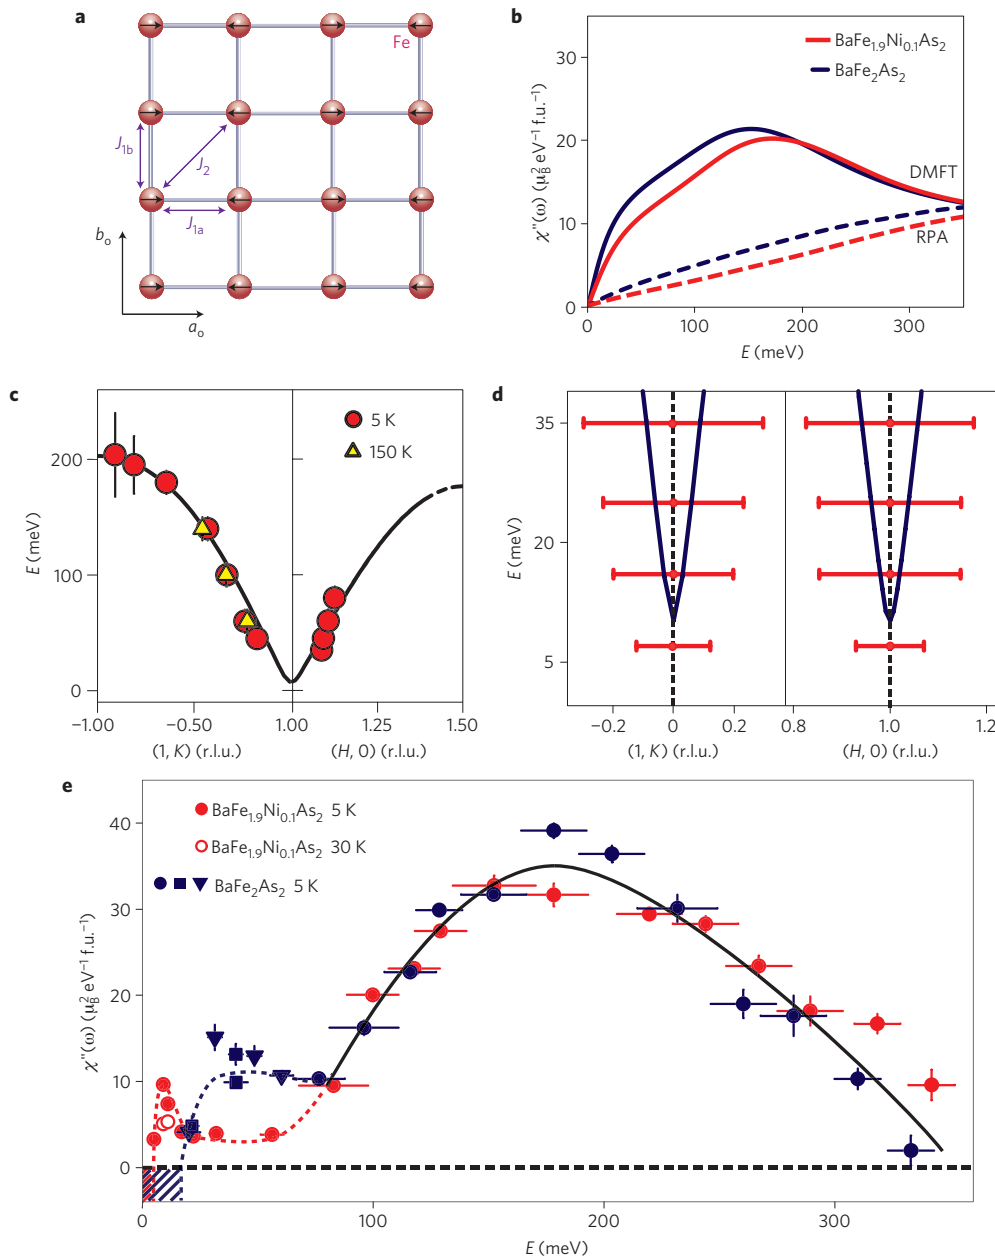 a
Fe
J1b
J2
J1a
bo
ao
b
BaFe1.9Ni0.1As2
BaFe2As2
30
20
10
0
χ″(ω) (μB² eV⁻¹ f.u.⁻¹)
DMFT
RPA
0 100 200 300
E (meV)
c
5 K
150 K
200
100
0
E (meV)
−1.00 −0.50 1.00 1.25 1.50
(1, K) (r.l.u.) (H, 0) (r.l.u.)
d
35
20
5
E (meV)
−0.2 0 0.2 0.8 1.0 1.2
(1, K) (r.l.u.) (H, 0) (r.l.u.)
e
BaFe1.9Ni0.1As2 5 K
BaFe1.9Ni0.1As2 30 K
BaFe2As2 5 K
40
30
20
10
0
χ″(ω) (μB² eV⁻¹ f.u.⁻¹)
0 100 200 300
E (meV)